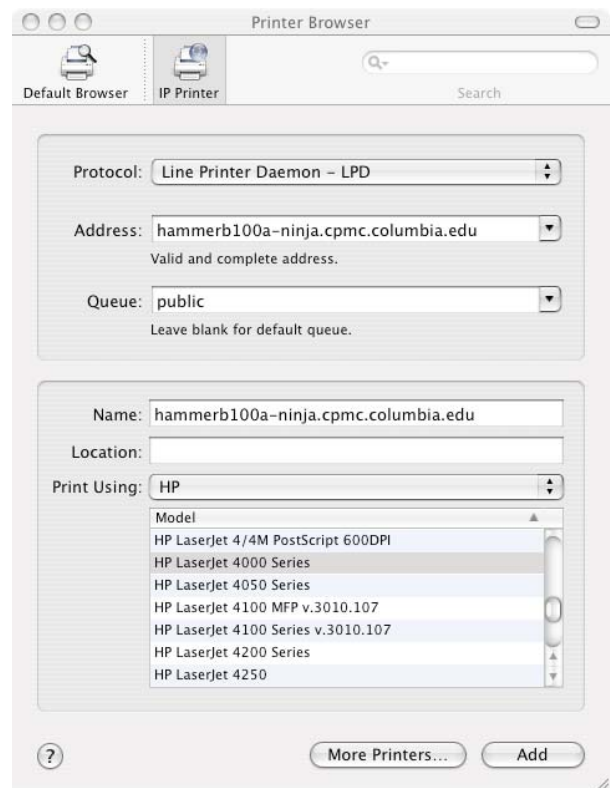 Printer Browser
Default Browser
IP Printer
Search
Protocol: Line Printer Daemon – LPD
Address: hammerb100a-ninja.cpmc.columbia.edu
Valid and complete address.
Queue: public
Leave blank for default queue.
Name: hammerb100a-ninja.cpmc.columbia.edu
Location:
Print Using: HP
Model
HP LaserJet 4/4M PostScript 600DPI
HP LaserJet 4000 Series
HP LaserJet 4050 Series
HP LaserJet 4100 MFP v.3010.107
HP LaserJet 4100 Series v.3010.107
HP LaserJet 4200 Series
HP LaserJet 4250
?
More Printers...
Add